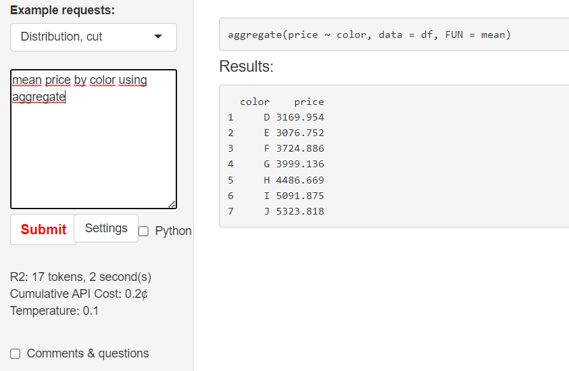 Example requests:
Distribution, cut
mean price by color using
aggregate
Submit
Settings
Python
R2: 17 tokens, 2 second(s)
Cumulative API Cost: 0.2¢
Temperature: 0.1
Comments & questions
aggregate(price ~ color, data = df, FUN = mean)
Results:
color price
1 D 3169.954
2 E 3076.752
3 F 3724.886
4 G 3999.136
5 H 4486.669
6 I 5091.875
7 J 5323.818